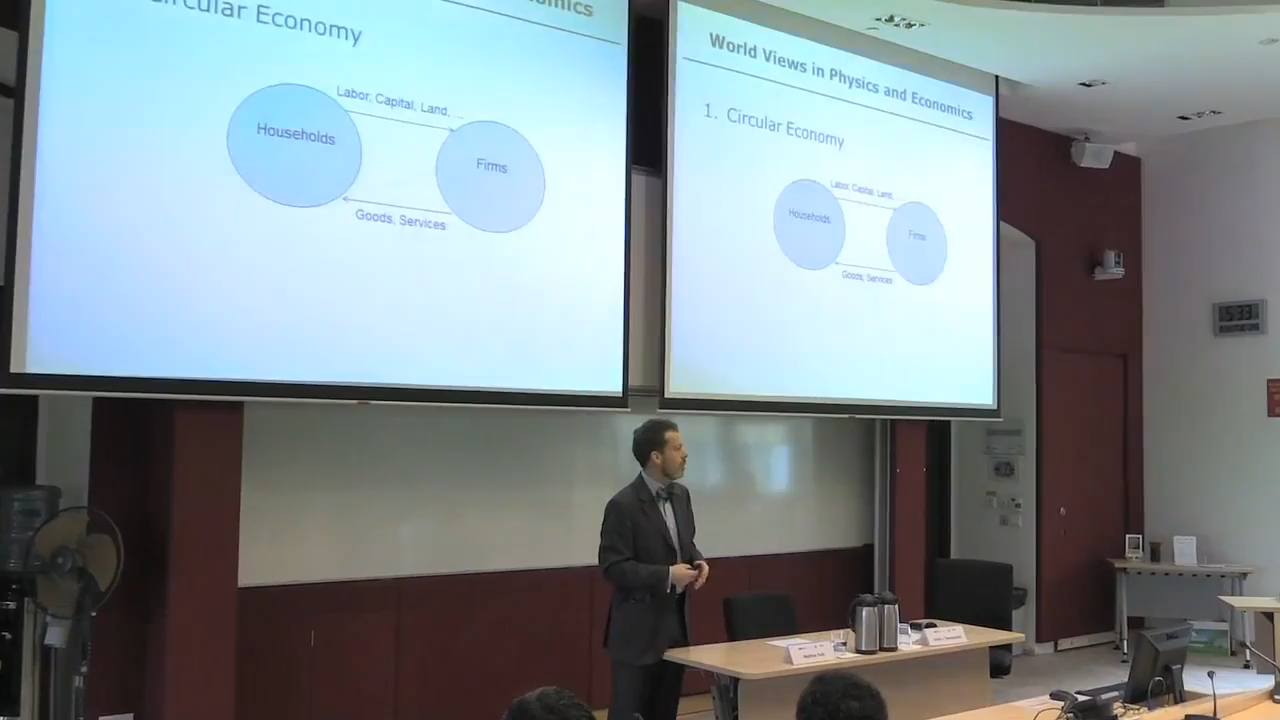 omics
rcular Economy
Labor, Capital, Land, ...
Households
Firms
Goods, Services
World Views in Physics and Economics
1. Circular Economy
Labor, Capital, Land, ...
Households
Firms
Goods, Services
5:33